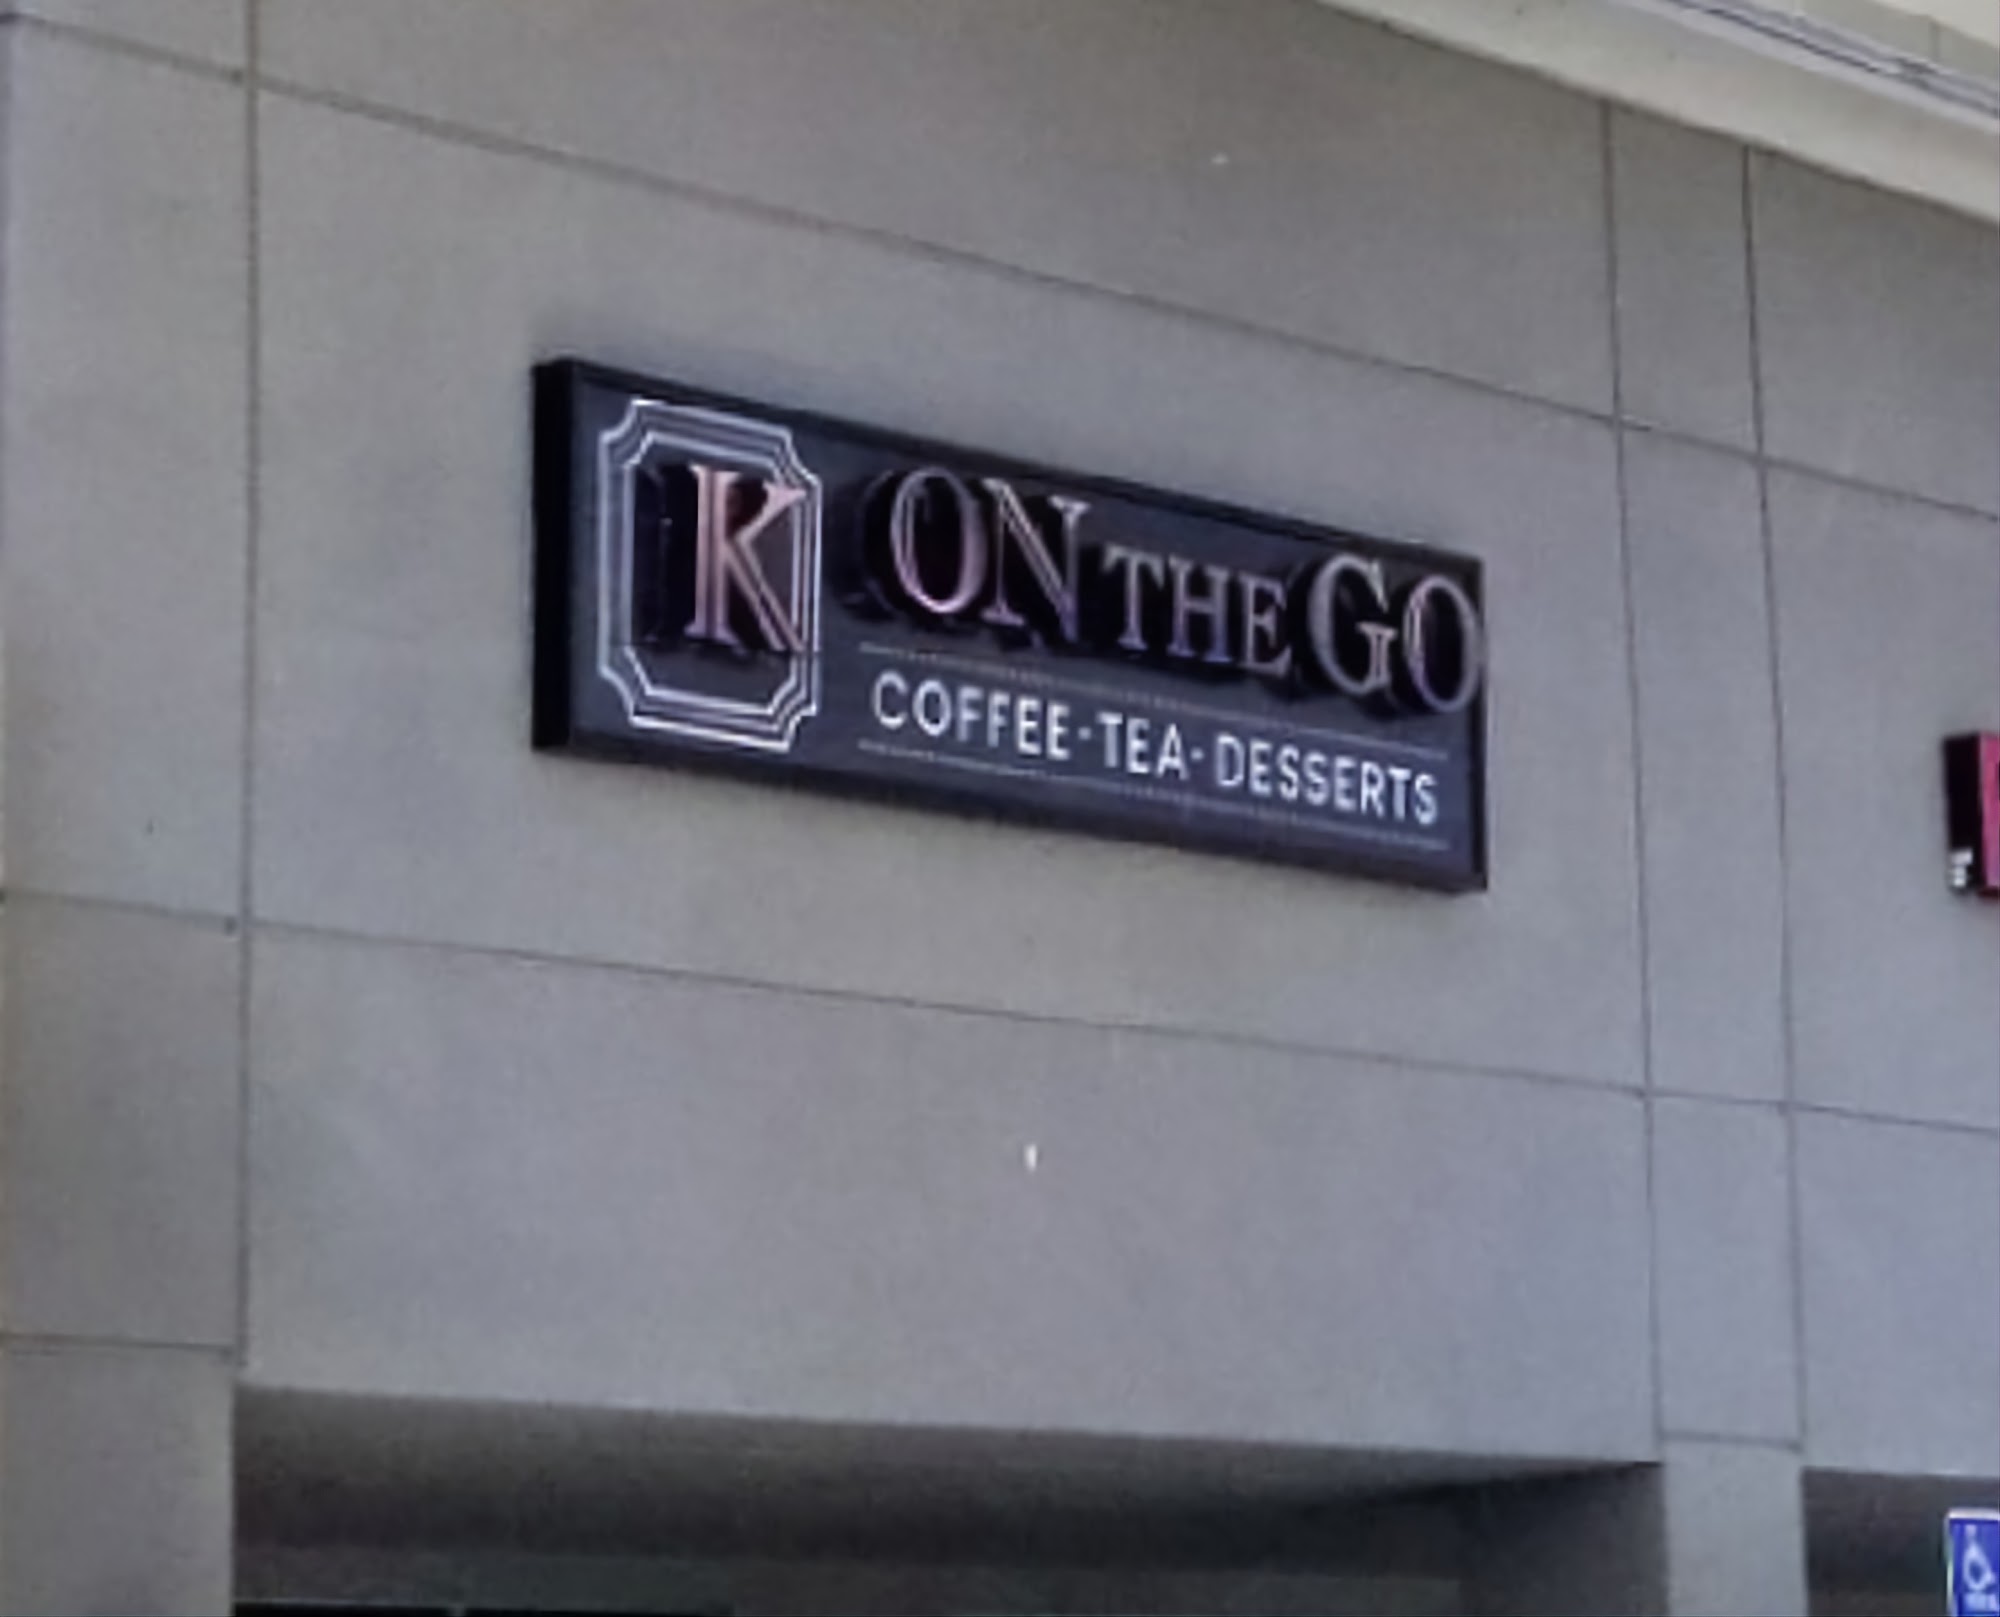 K ON THE GO
COFFEE · TEA · DESSERTS